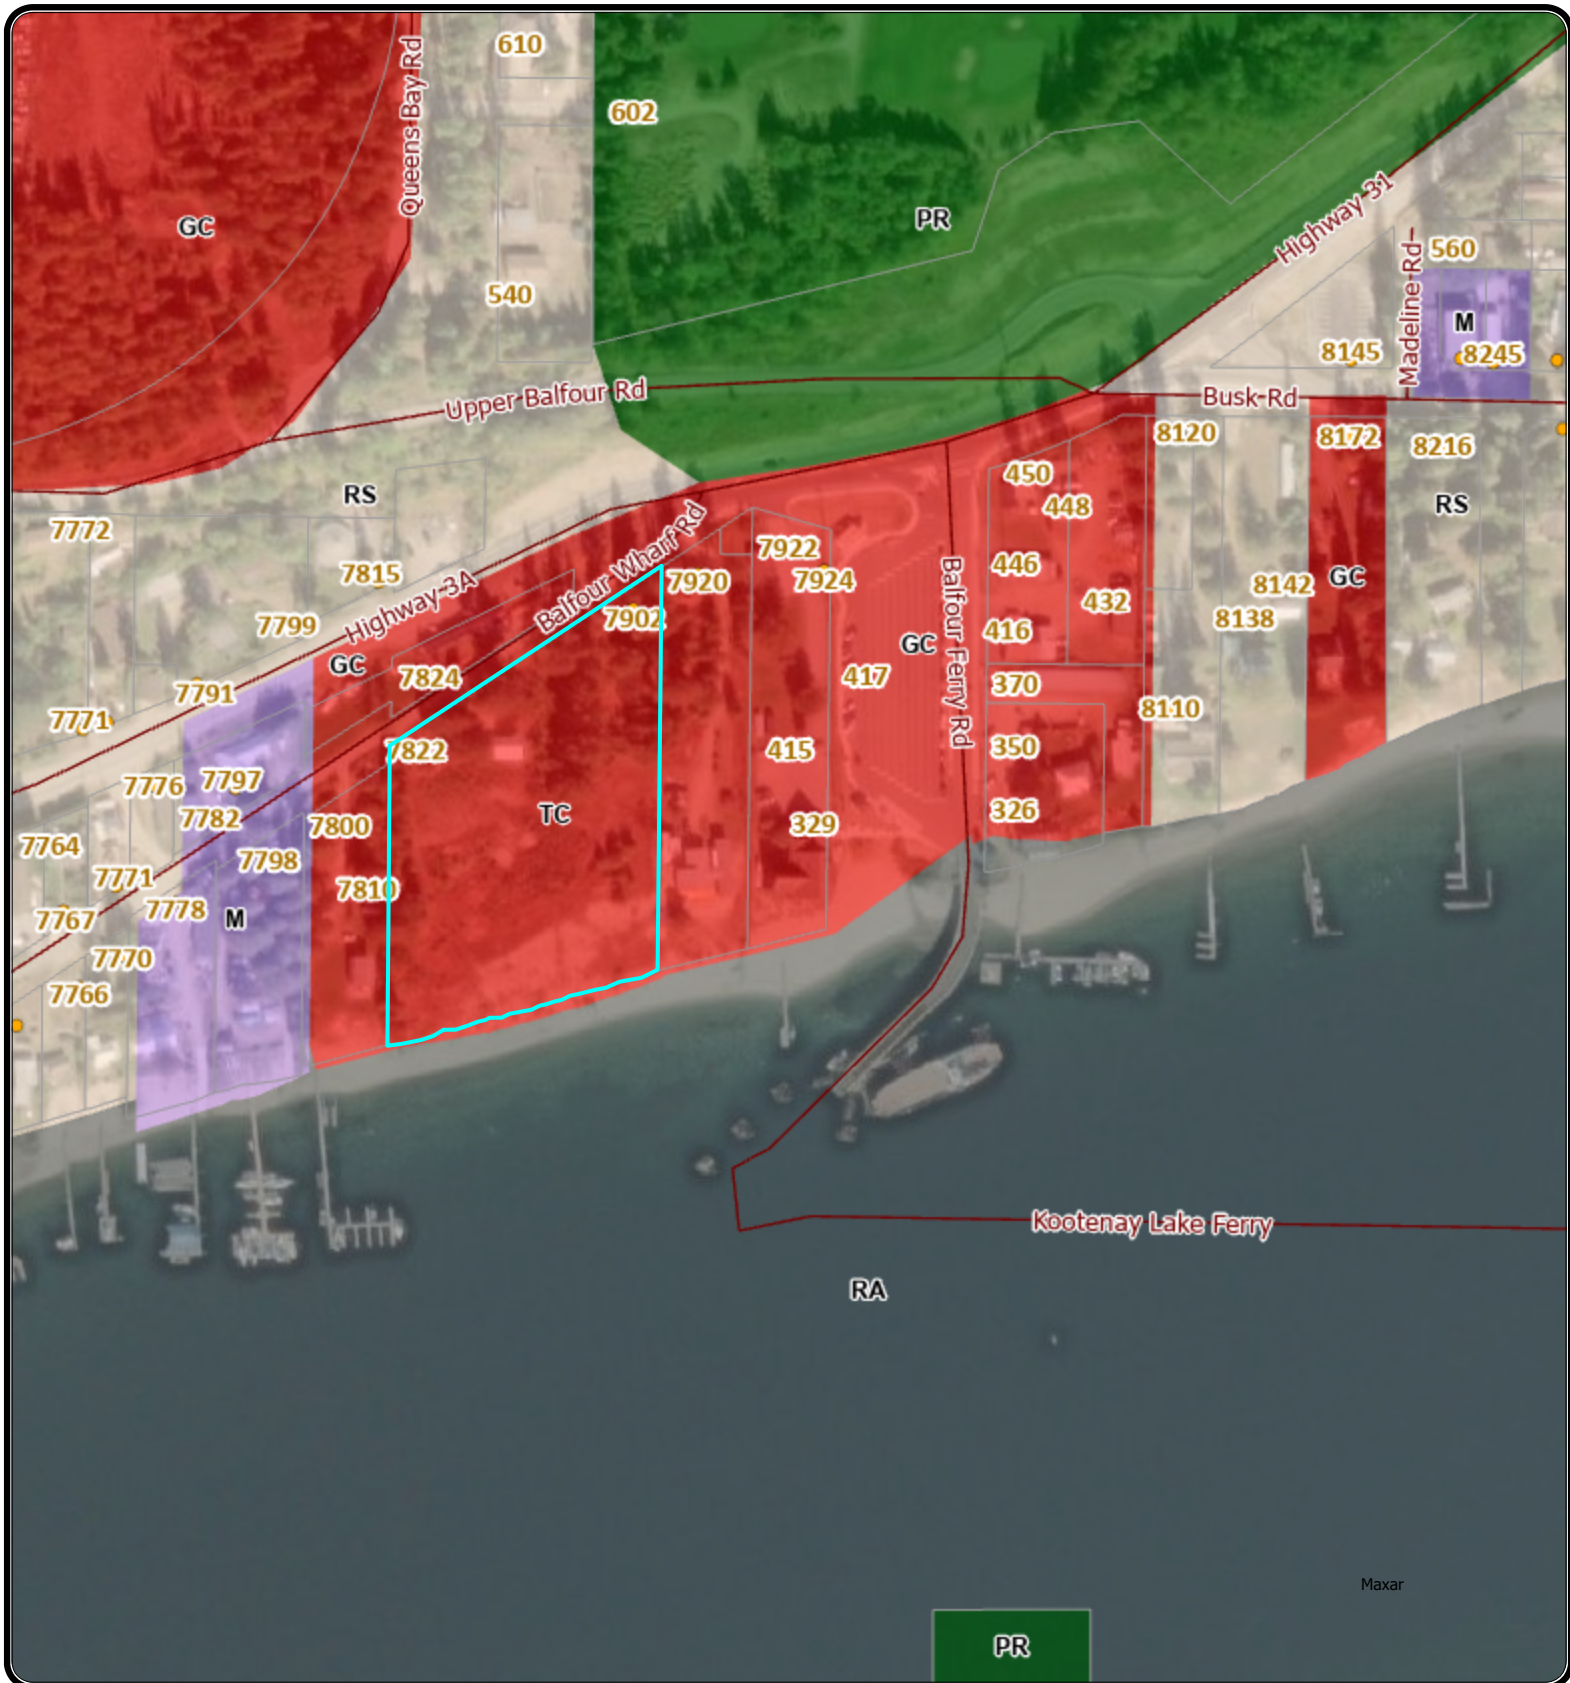 610
Queens Bay Rd
602
GC
PR
Highway 31
560
540
Madeline Rd
M
8145
8245
Upper Balfour Rd
Busk Rd
8120
8172
8216
450
RS
448
RS
7772
7922
7815
7920
7924
446
8142
GC
Highway 3A
Balfour Wharf Rd
432
7902
8138
7799
416
GC
GC
Balfour Ferry Rd
7824
417
370
7791
8110
7771
7822
415
350
7776
7797
326
TC
7782
7800
329
7764
7798
7771
7810
7778
7767
M
7770
7766
Kootenay Lake Ferry
RA
Maxar
PR